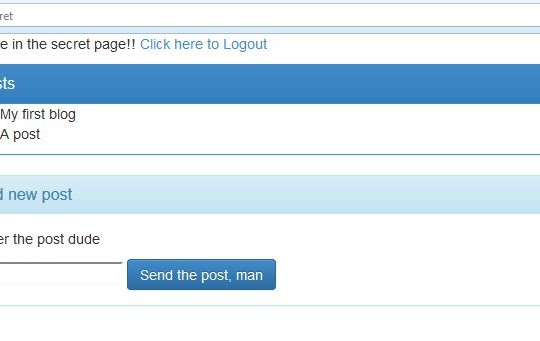 ret
e in the secret page!! Click here to Logout
sts
My first blog
A post
d new post
er the post dude
Send the post, man